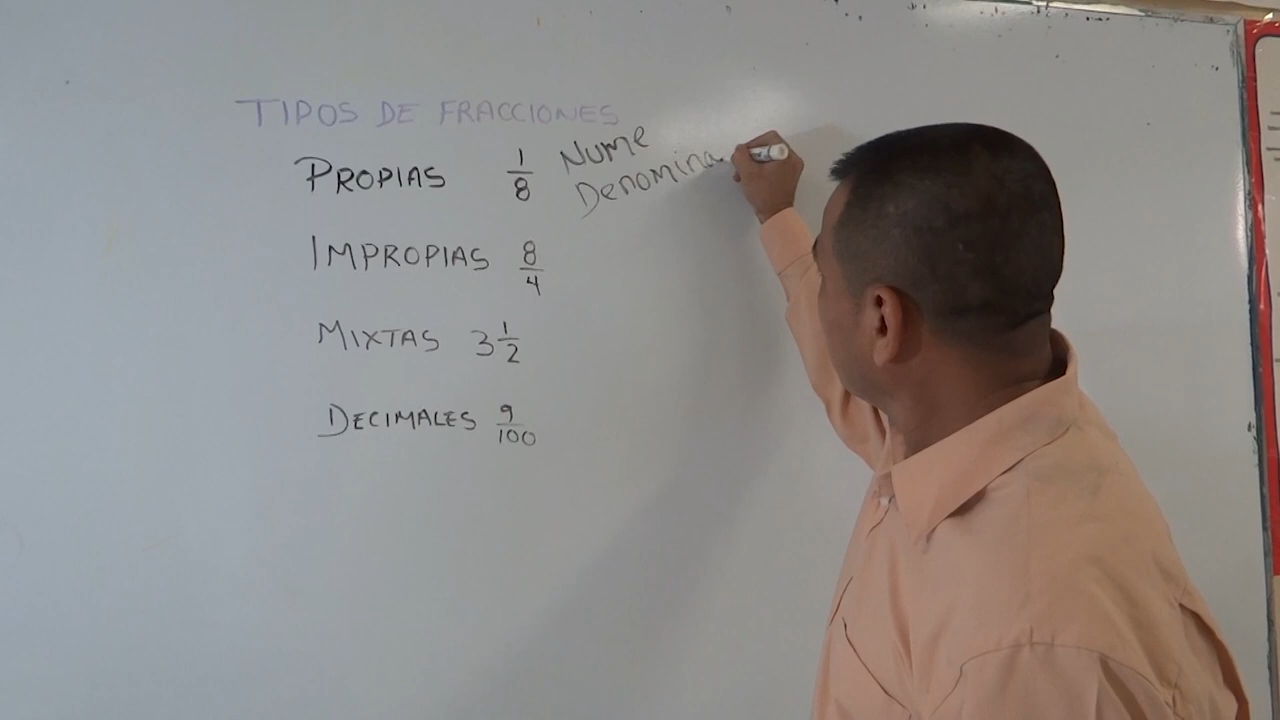 TIPOS DE FRACCIONES
PROPIAS 1/8 Nume
Denomina
IMPROPIAS 8/4
MIXTAS 3 1/2
DECIMALES 9/100